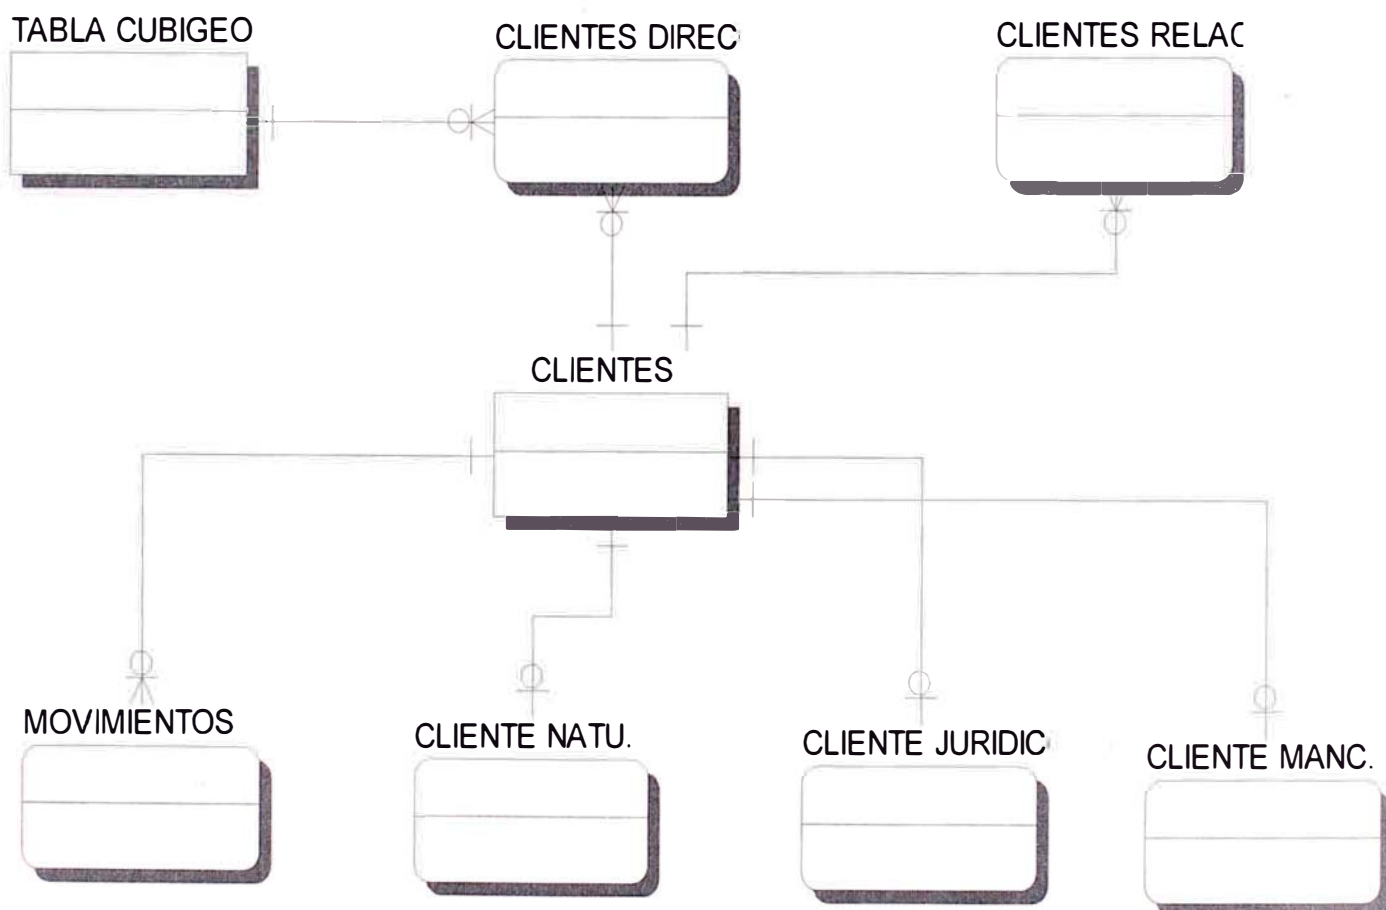 TABLA CUBIGEO
CLIENTES DIREC
CLIENTES RELAC
CLIENTES
MOVIMIENTOS
CLIENTE NATU.
CLIENTE JURIDIC
CLIENTE MANC.